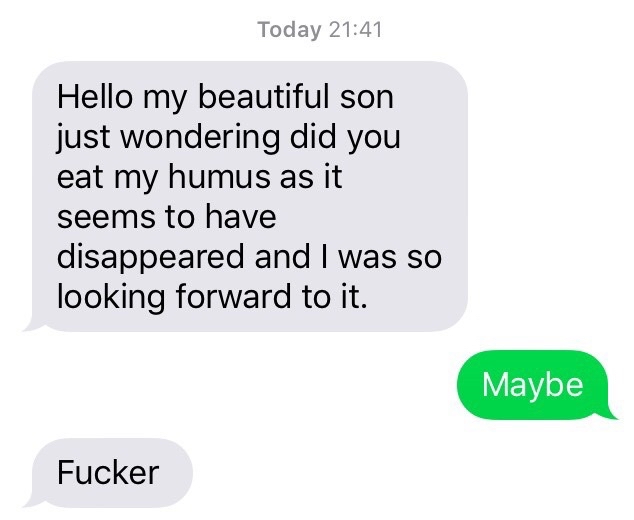 Today 21:41
Hello my beautiful son
just wondering did you
eat my humus as it
seems to have
disappeared and I was so
looking forward to it.
Maybe
Fucker